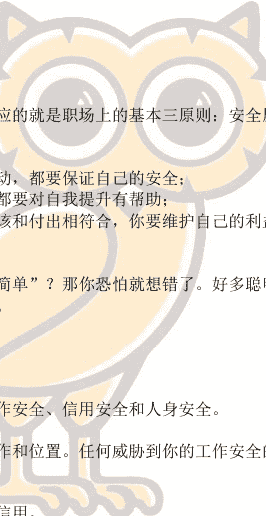 应的就是职场上的基本三原则：安全
动，都要保证自己的安全；
都要对自我提升有帮助；
该和付出相符合，你要维护自己的利
简单”？那你恐怕就想错了。好多聪
作安全、信用安全和人身安全。
作和位置。任何威胁到你的工作安全
信用。